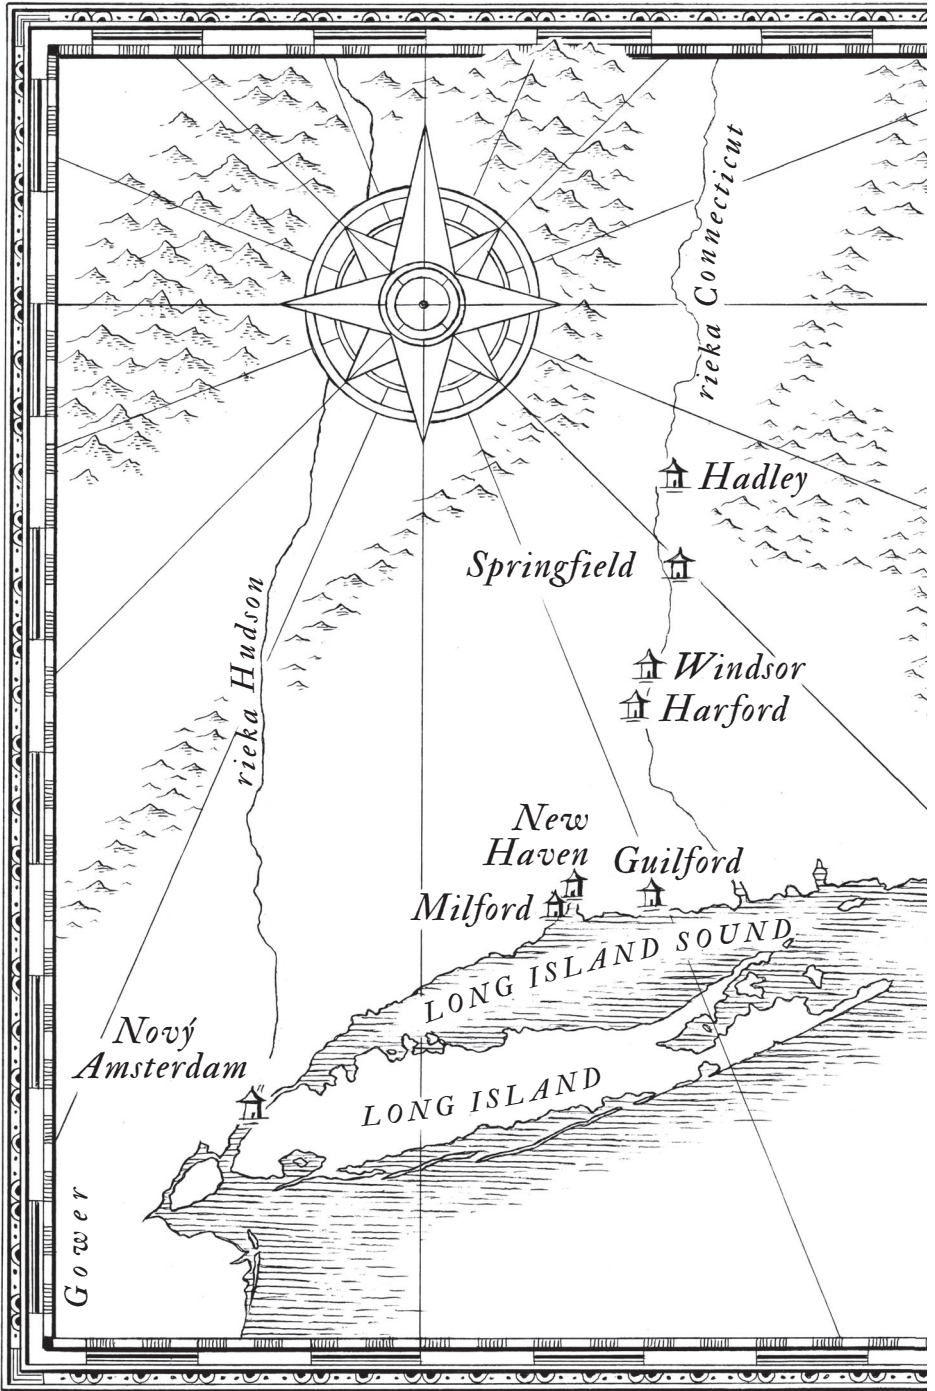 rieka Connecticut
Hadley
Springfield
rieka Hudson
Windsor
Harford
New
Haven
Guilford
Milford
LONG ISLAND SOUND
Nový
Amsterdam
LONG ISLAND
Gower